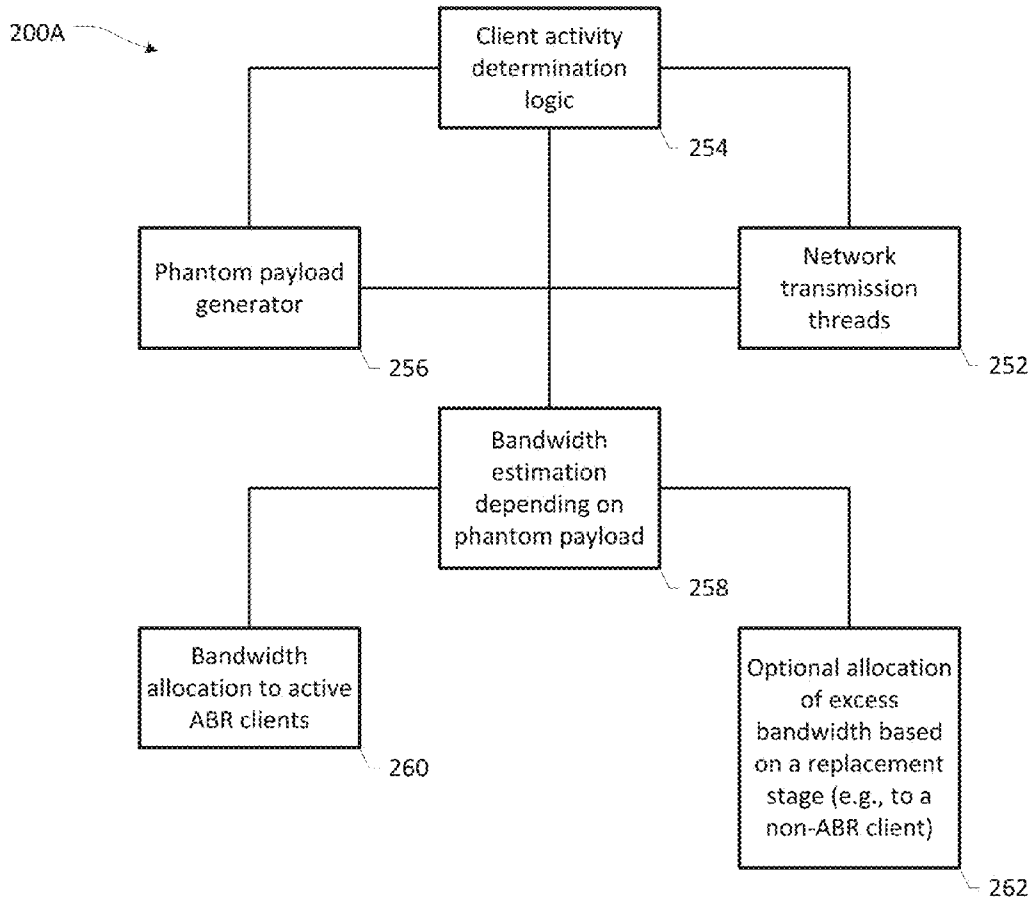 200A
Client activity
determination
logic
254
Phantom payload
generator
256
Network
transmission
threads
252
Bandwidth
estimation
depending on
phantom payload
258
Bandwidth
allocation to active
ABR clients
260
Optional allocation
of excess
bandwidth based
on a replacement
stage (e.g., to a
non-ABR client)
262